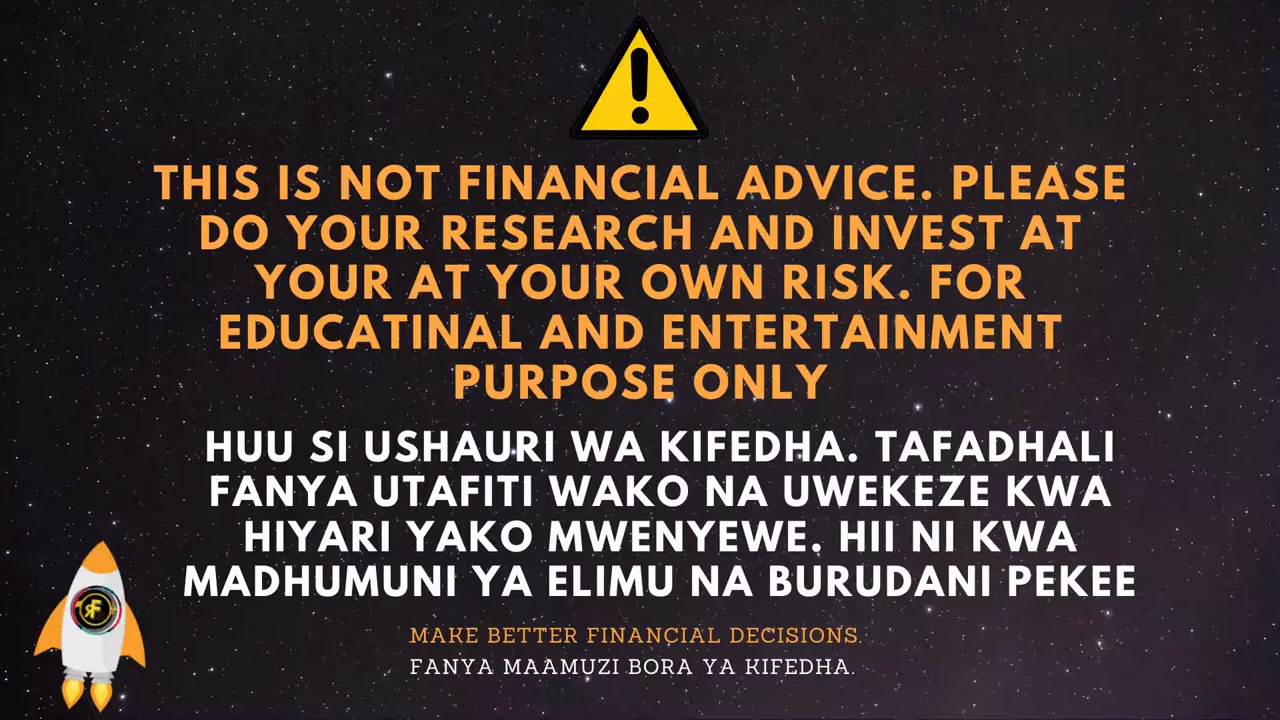 THIS IS NOT FINANCIAL ADVICE. PLEASE
DO YOUR RESEARCH AND INVEST AT
YOUR AT YOUR OWN RISK. FOR
EDUCATINAL AND ENTERTAINMENT
PURPOSE ONLY
HUU SI USHAURI WA KIFEDHA. TAFADHALI
FANYA UTAFITI WAKO NA UWEKEZE KWA
HIYARI YAKO MWENYEWE. HII NI KWA
MADHUMUNI YA ELIMU NA BURUDANI PEKEE
MAKE BETTER FINANCIAL DECISIONS.
FANYA MAAMUZI BORA YA KIFEDHA.